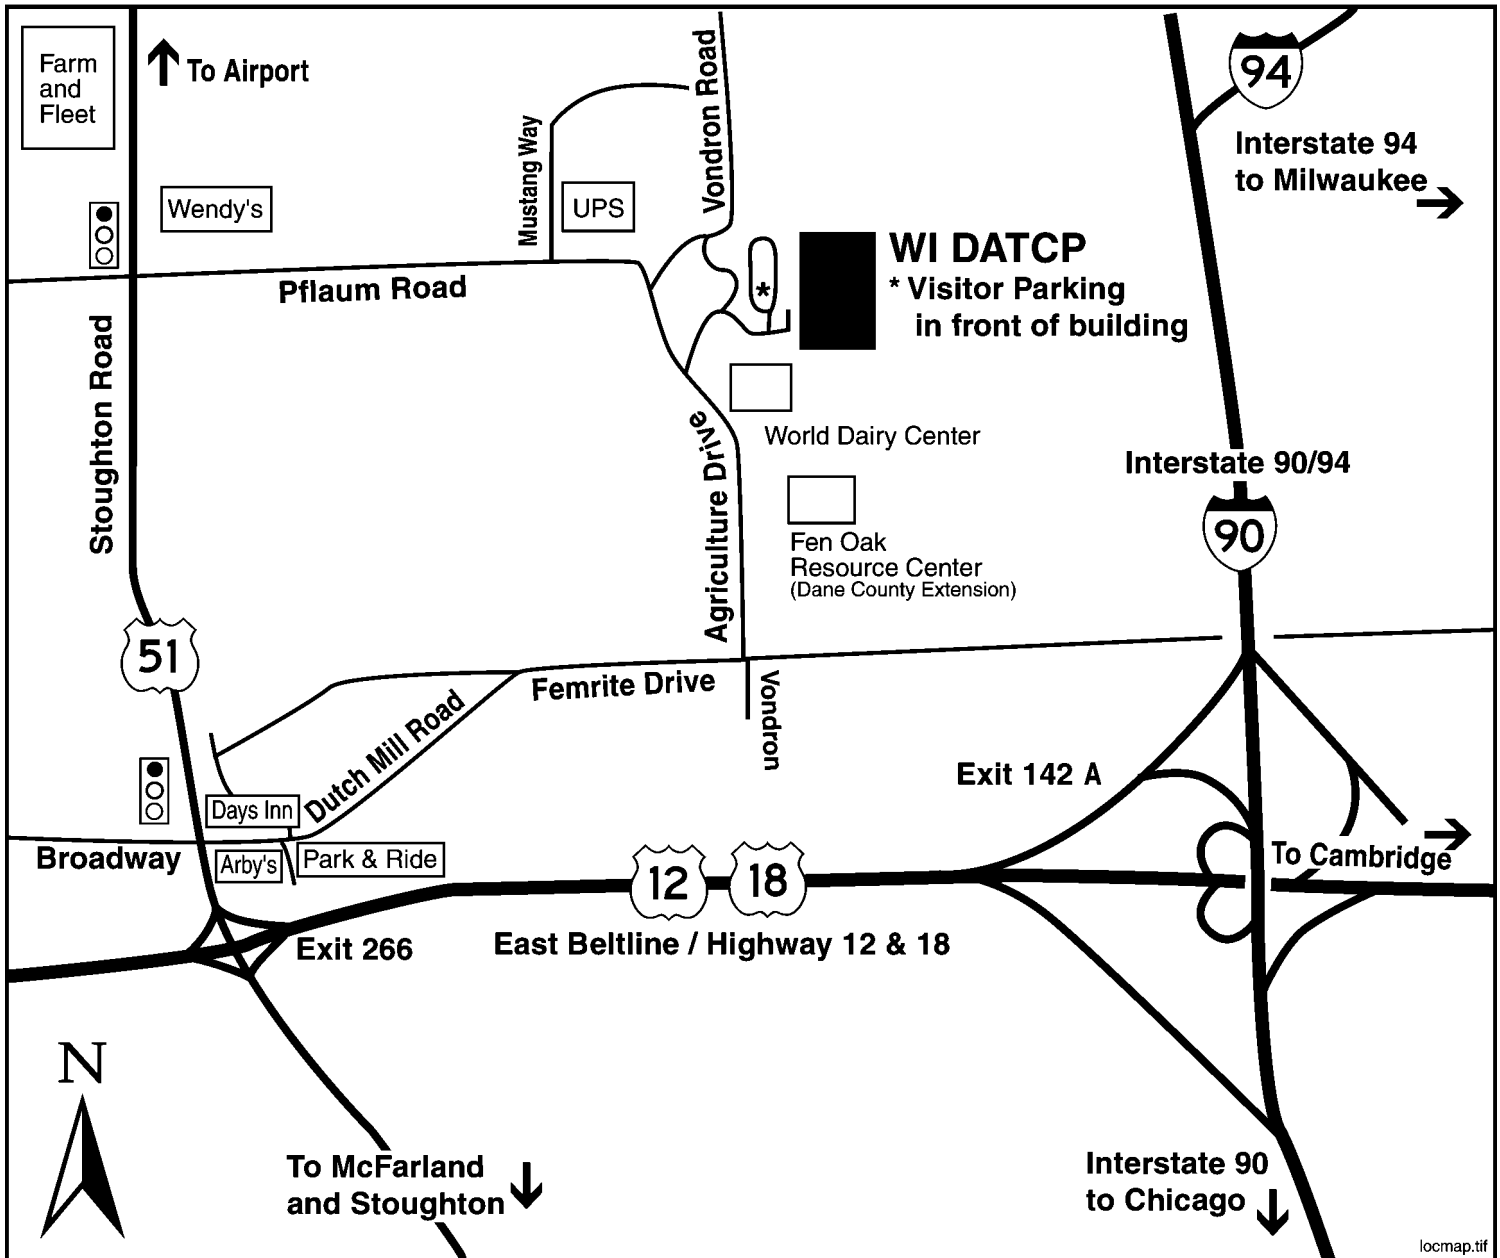 Farm
and
Fleet
To Airport
Wendy's
Mustang Way
UPS
Vondron Road
94
Interstate 94
to Milwaukee
WI DATCP
* Visitor Parking
in front of building
*
Pflaum Road
Stoughton Road
World Dairy Center
Agriculture Drive
Interstate 90/94
90
Fen Oak
Resource Center
(Dane County Extension)
51
Femrite Drive
Vondron
Dutch Mill Road
Days Inn
Exit 142 A
Broadway
Arby's
Park & Ride
12
18
To Cambridge
Exit 266
East Beltline / Highway 12 & 18
N
To McFarland
and Stoughton
Interstate 90
to Chicago
locmap.tif